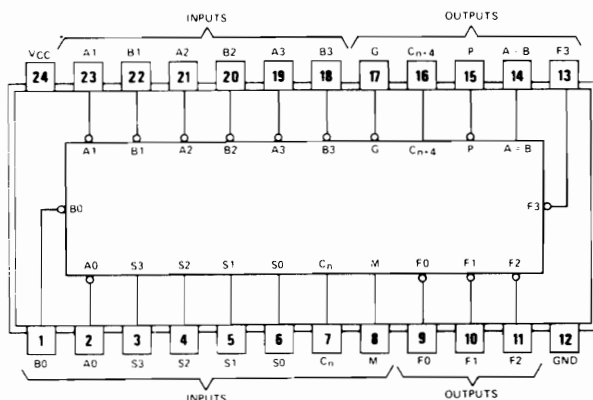 INPUTS OUTPUTS
VCC A1 B1 A2 B2 A3 B3 G Cn+4 P A=B F3
24 23 22 21 20 19 18 17 16 15 14 13
A1 B1 A2 B2 A3 B3 G Cn+4 P A=B
B0 F3
A0 S3 S2 S1 S0 Cn M F0 F1 F2
1 2 3 4 5 6 7 8 9 10 11 12
B0 A0 S3 S2 S1 S0 Cn M F0 F1 F2 GND
INPUTS OUTPUTS